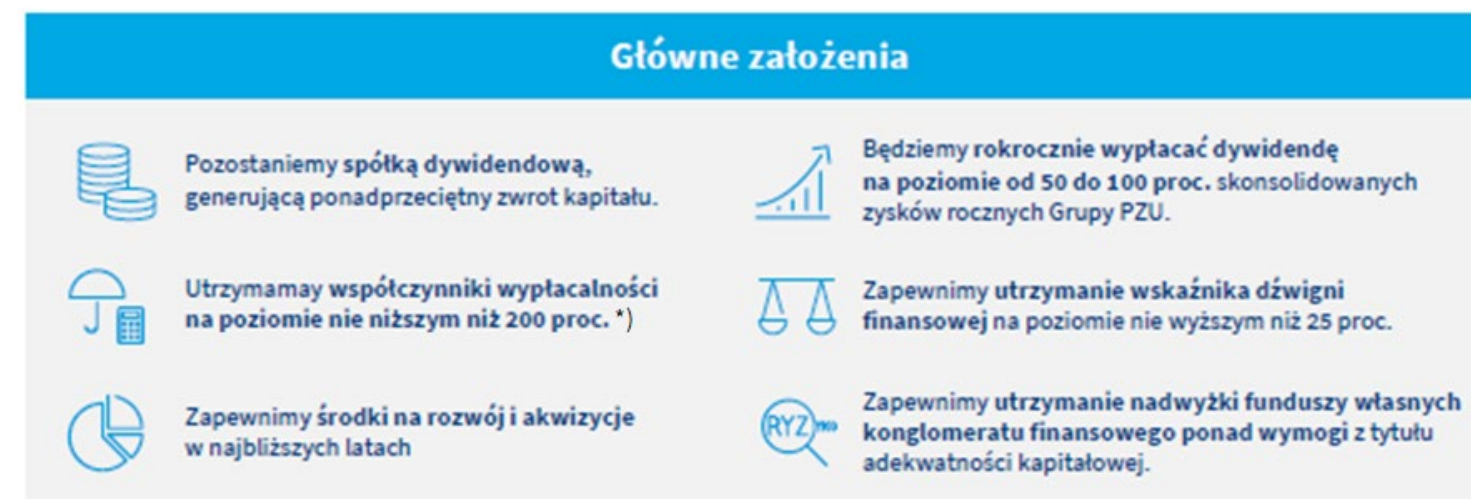 Główne założenia
Pozostaniemy spółką dywidendową,
generującą ponadprzeciętny zwrot kapitału.
Będziemy rokrocznie wypłacać dywidendę
na poziomie od 50 do 100 proc. skonsolidowanych
zysków rocznych Grupy PZU.
Utrzymamay współczynniki wypłacalności
na poziomie nie niższym niż 200 proc. *)
Zapewnimy utrzymanie wskaźnika dźwigni
finansowej na poziomie nie wyższym niż 25 proc.
Zapewnimy środki na rozwój i akwizycje
w najbliższych latach
RYZ
Zapewnimy utrzymanie nadwyżki funduszy własnych
konglomeratu finansowego ponad wymogi z tytułu
adekwatności kapitałowej.